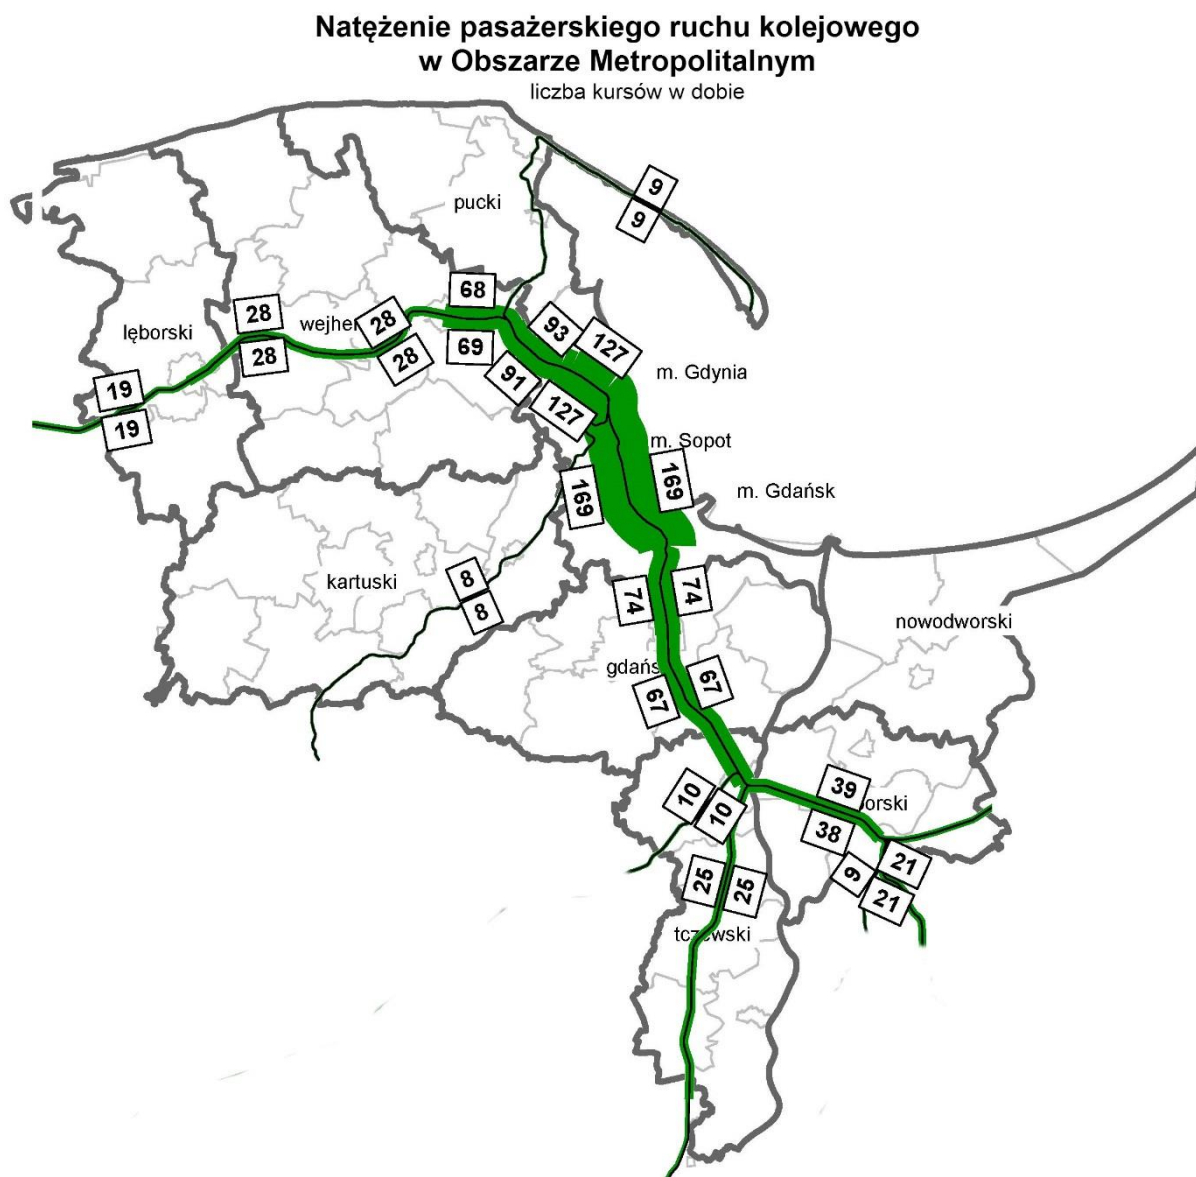 Natężenie pasażerskiego ruchu kolejowego
w Obszarze Metropolitalnym
liczba kursów w dobie
9
9
pucki
68
28
wejhe
28
93
127
lęborski
28
28
69
91
m. Gdynia
19
19
127
m. Sopot
169
169
m. Gdańsk
8
8
kartuski
74
74
nowodworski
gdańs
67
67
10
10
39
orski
38
21
9
21
25
25
tczewski